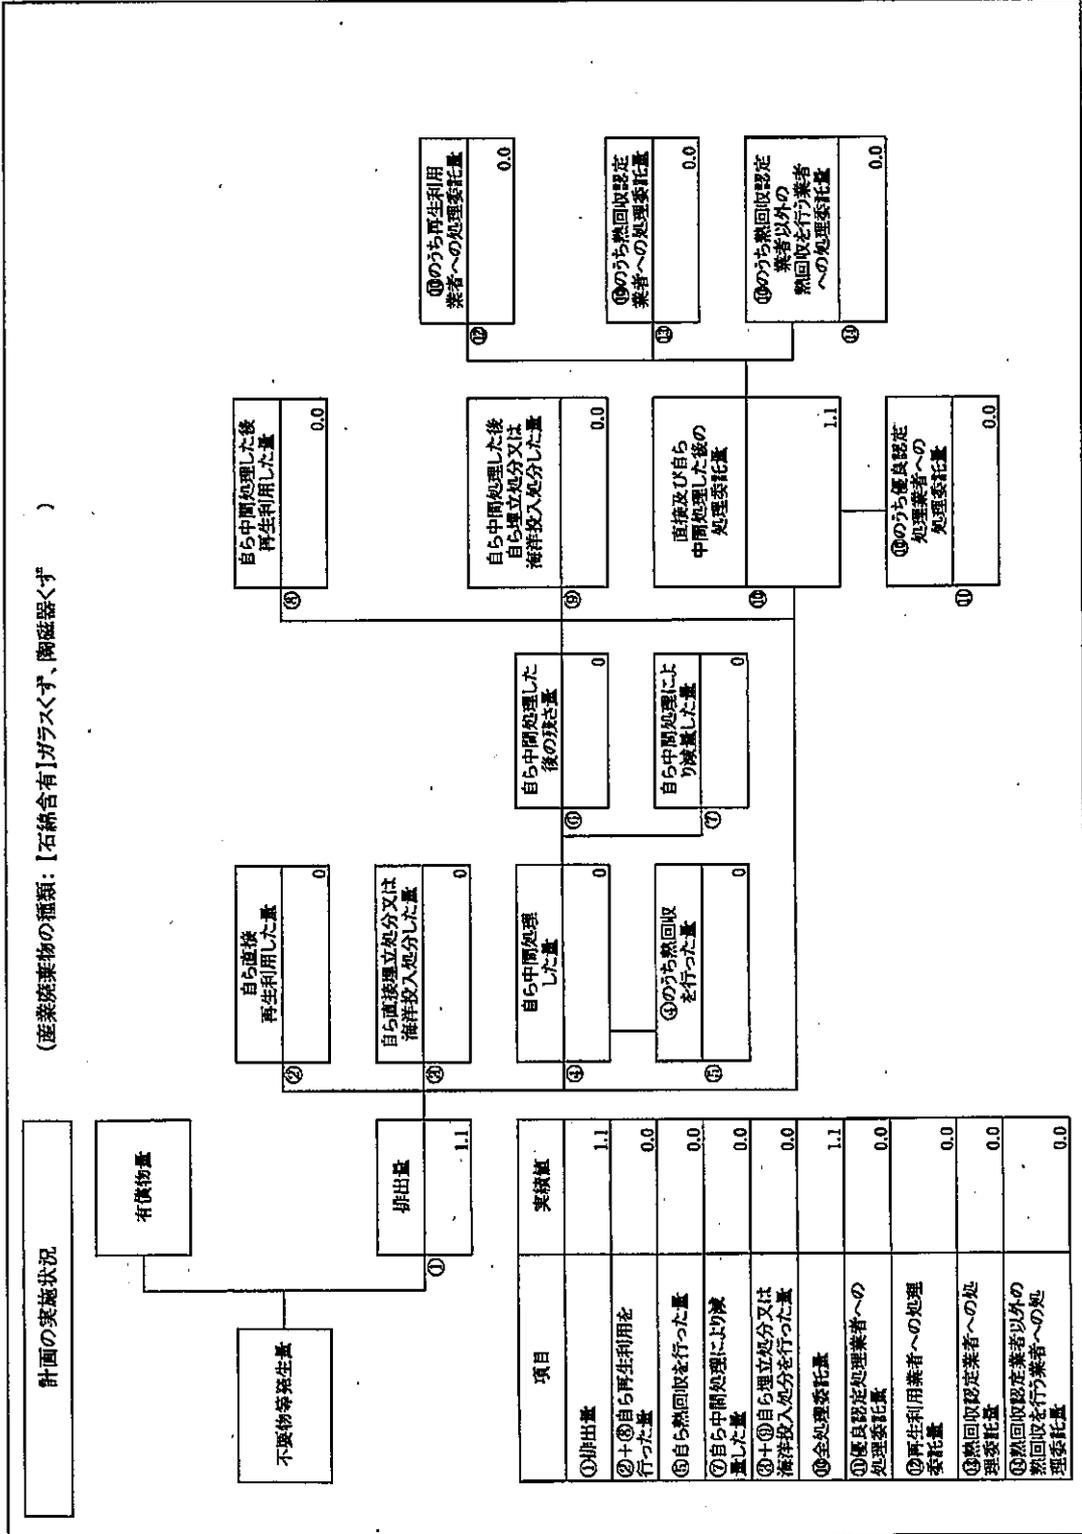 計画の実施状況
(産業廃棄物の種類：【石綿含有】ガラスくず、陶磁器くず )
不要物等発生量
有償物量
①
排出量
1.1
②
自ら直接
再生利用した量
0
③
自ら直接埋立処分又は
海洋投入処分した量
0
④
自ら中間処理
した量
0
⑤
④のうち熱回収
を行った量
0
⑥
自ら中間処理した
後の残さ量
0
⑦
自ら中間処理によ
り減量した量
0
⑧
自ら中間処理した後
再生利用した量
0.0
⑨
自ら中間処理した後
自ら埋立処分又は
海洋投入処分した量
0.0
⑩
直接及び自ら
中間処理した後の
処理委託量
1.1
⑪
⑩のうち優良認定
処理業者への
処理委託量
0.0
⑫
⑩のうち再生利用
業者への処理委託量
0.0
⑬
⑩のうち熱回収認定
業者への処理委託量
0.0
⑭
⑩のうち熱回収認定
業者以外の
熱回収を行う業者
への処理委託量
0.0
項目 実績値
①排出量 1.1
②+⑧自ら再生利用を
行った量 0.0
⑤自ら熱回収を行った量 0.0
⑦自ら中間処理により減
量した量 0.0
③+⑨自ら埋立処分又は
海洋投入処分を行った量 0.0
⑩全処理委託量 1.1
⑪優良認定処理業者への
処理委託量 0.0
⑫再生利用業者への処理
委託量 0.0
⑬熱回収認定業者への処
理委託量 0.0
⑭熱回収認定業者以外の
熱回収を行う業者への処
理委託量 0.0